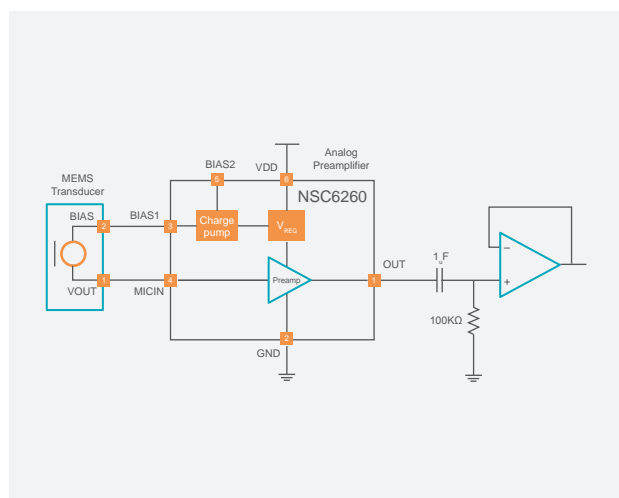 Analog
Preamplifier
BIAS2
VDD
MEMS
Transducer
5
6
NSC6260
BIAS
BIAS1
2
3
Charge
pump
VREG
OUT
1uF
–
VOUT
MICIN
1
4
Preamp
1
+
100KΩ
2
GND